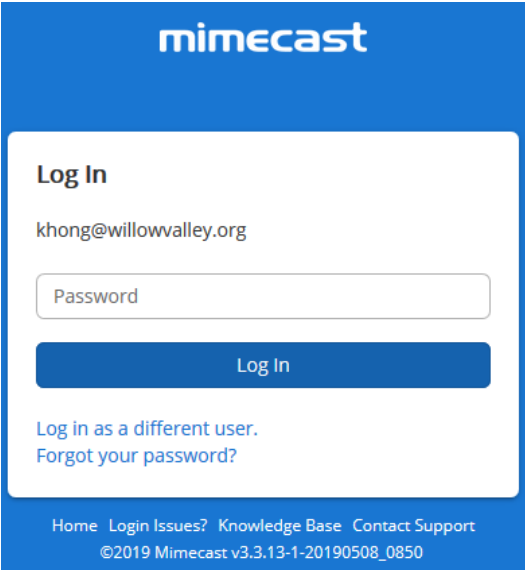 mimecast
Log In
khong@willowvalley.org
Password
Log In
Log in as a different user.
Forgot your password?
Home Login Issues? Knowledge Base Contact Support
©2019 Mimecast v3.3.13-1-20190508_0850